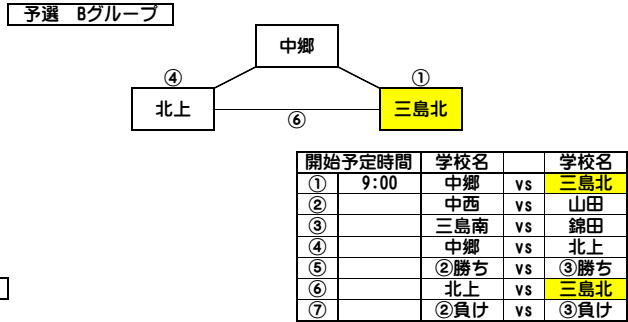 予選　Bグループ
中郷
④ ①
北上 三島北
⑥
開始予定時間 学校名 学校名
① 9:00 中郷 vs 三島北
② 中西 vs 山田
③ 三島南 vs 錦田
④ 中郷 vs 北上
⑤ ②勝ち vs ③勝ち
⑥ 北上 vs 三島北
⑦ ②負け vs ③負け